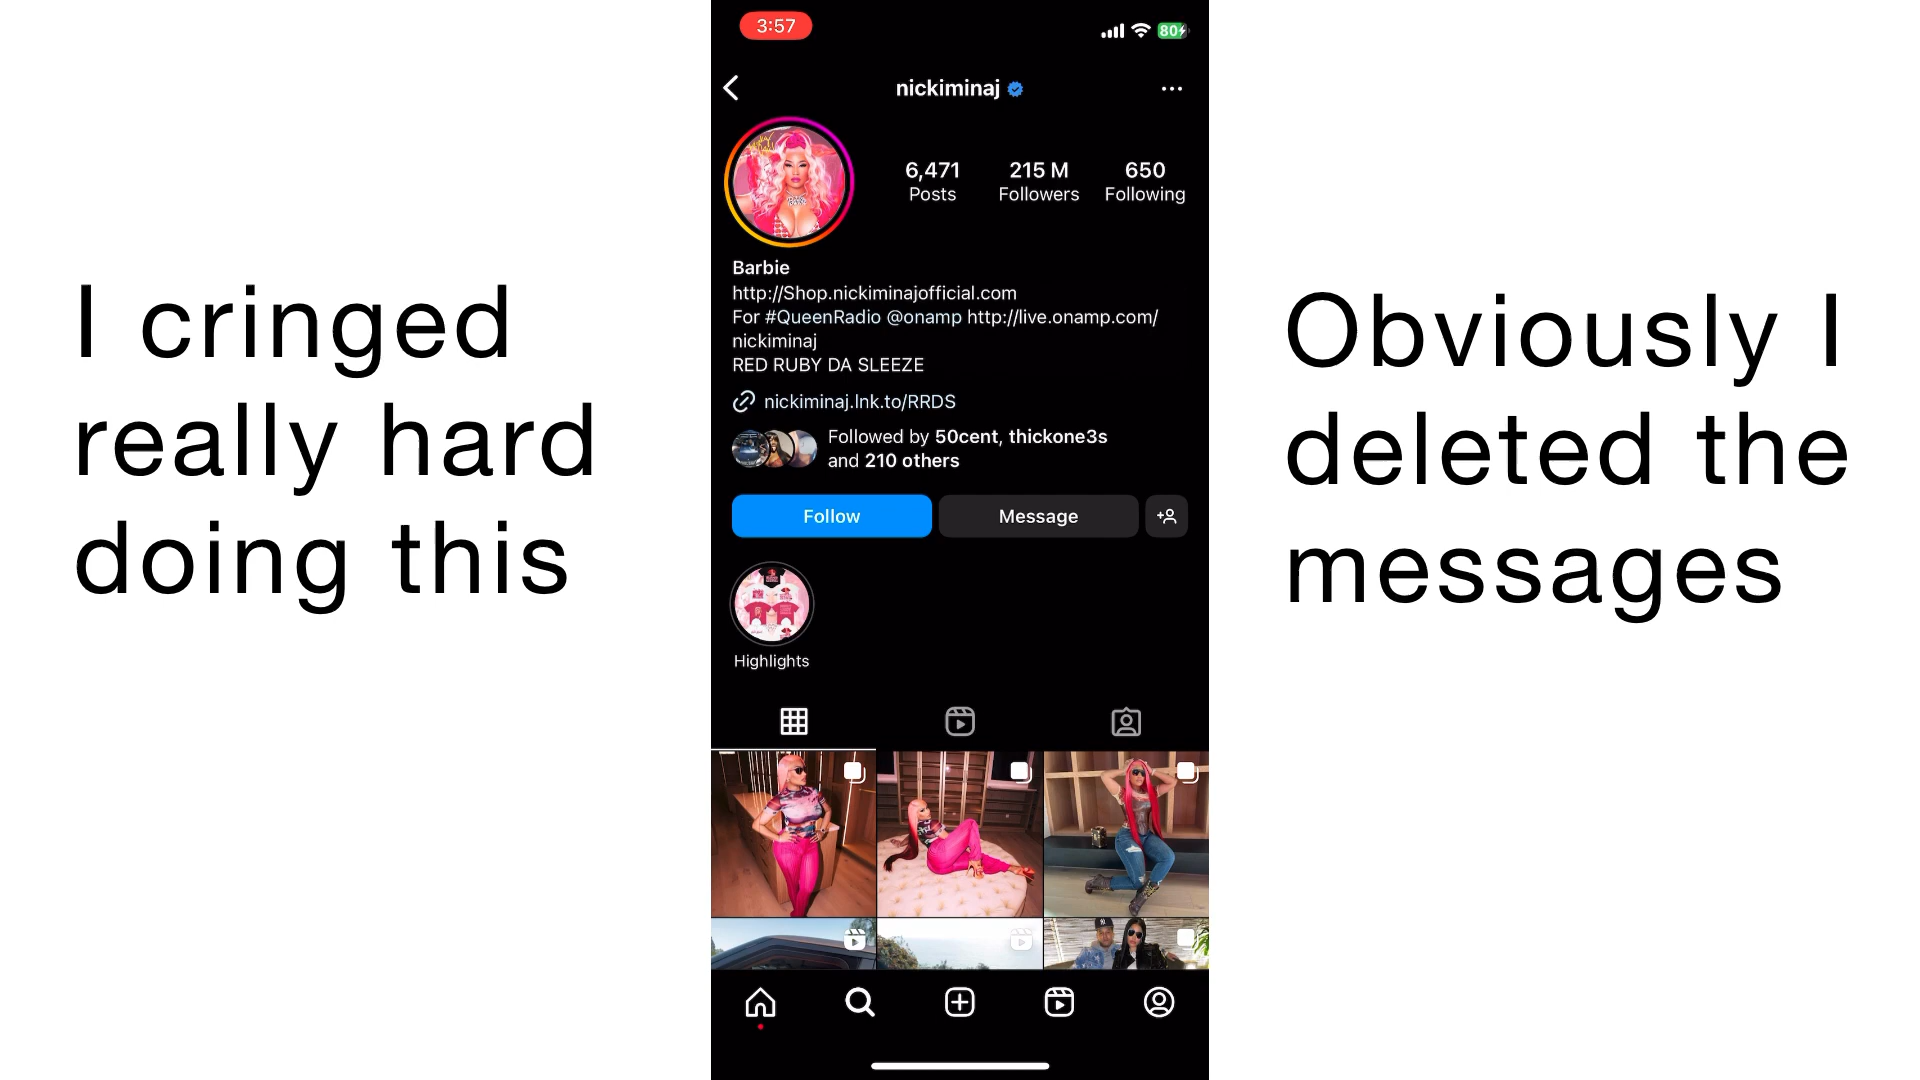 I cringed
really hard
doing this
3:57
80
nickiminaj
6,471
Posts
215 M
Followers
650
Following
Barbie
http://Shop.nickiminajofficial.com
For #QueenRadio @onamp http://live.onamp.com/
nickiminaj
RED RUBY DA SLEEZE
nickiminaj.lnk.to/RRDS
Followed by 50cent, thickone3s
and 210 others
Follow
Message
Highlights
Obviously I
deleted the
messages